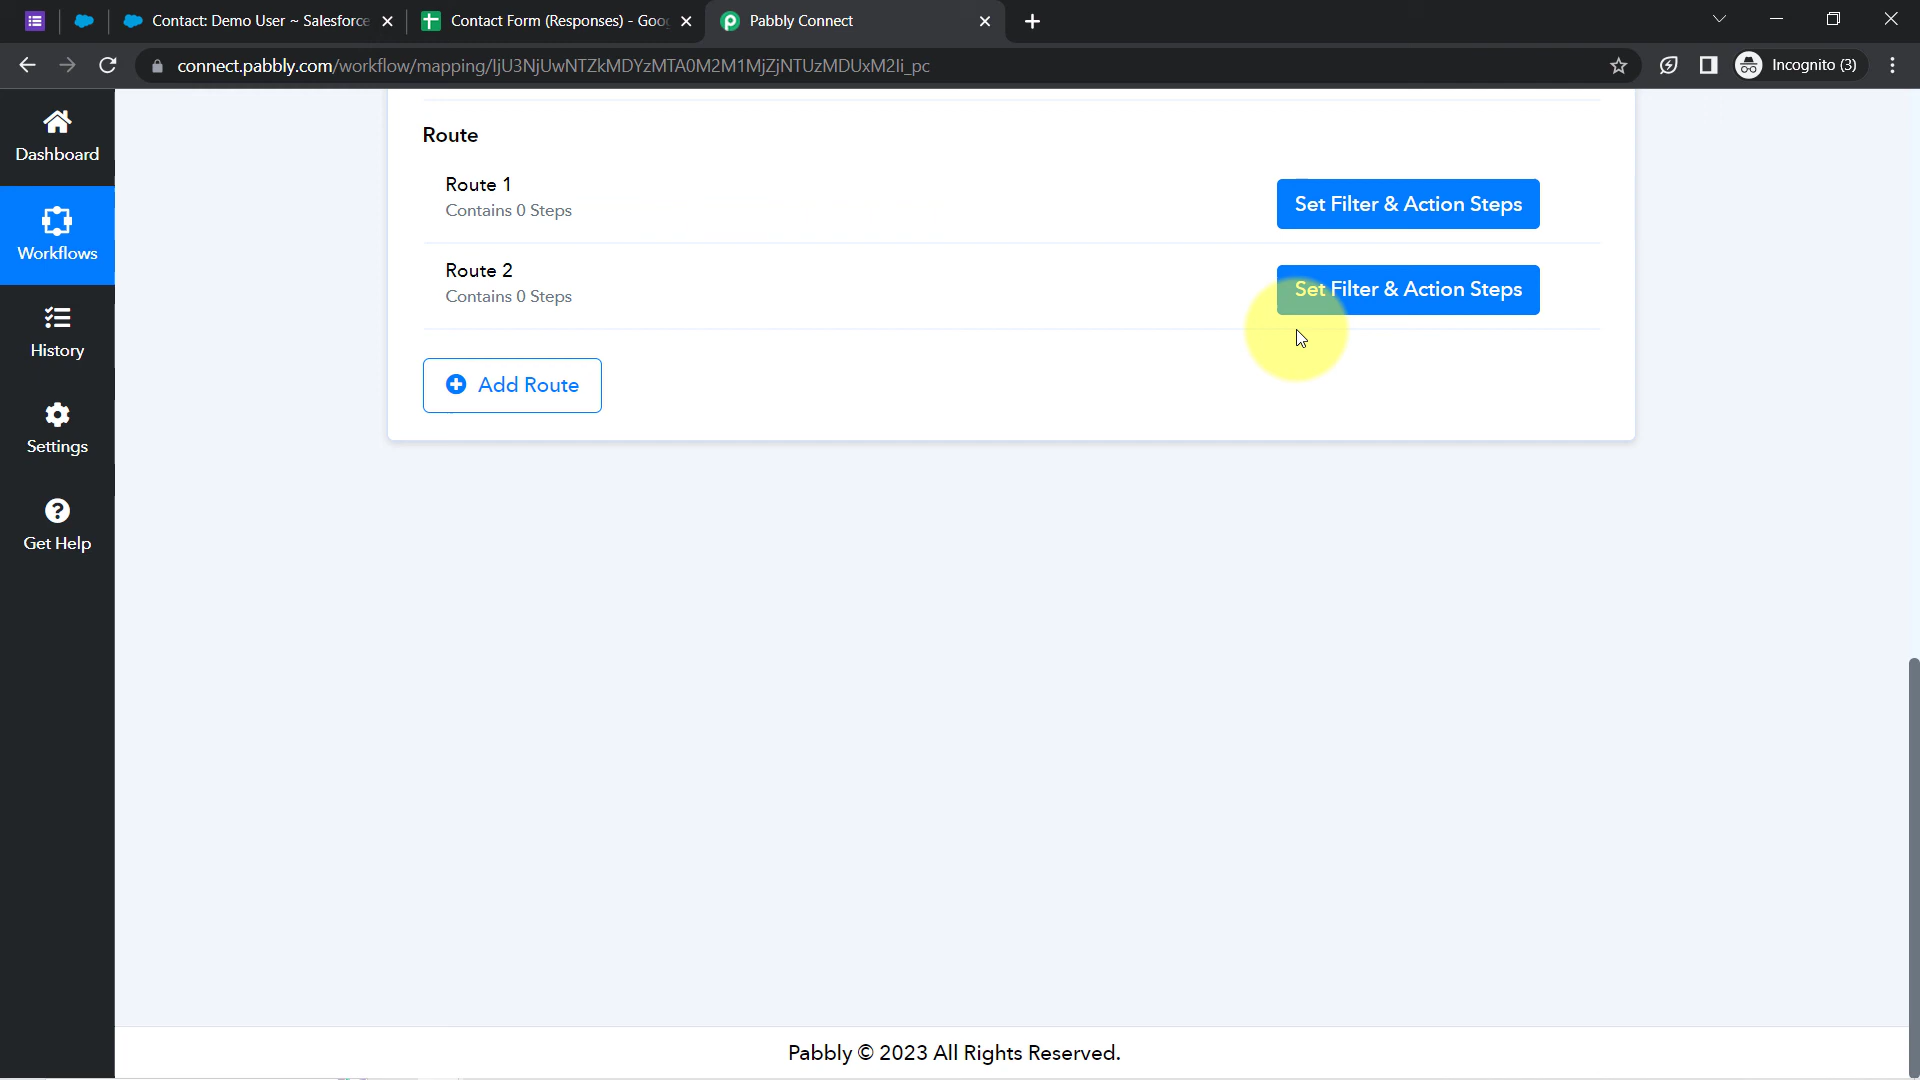 Contact: Demo User ~ Salesforce
Contact Form (Responses) - Goo
Pabbly Connect
connect.pabbly.com/workflow/mapping/IjU3NjUwNTZkMDYzMTA0M2M1MjZjNTUzMDUxM2Ii_pc
Incognito (3)
Dashboard
Workflows
History
Settings
Get Help
Route
Route 1
Contains 0 Steps
Set Filter & Action Steps
Route 2
Contains 0 Steps
Set Filter & Action Steps
Add Route
Pabbly © 2023 All Rights Reserved.